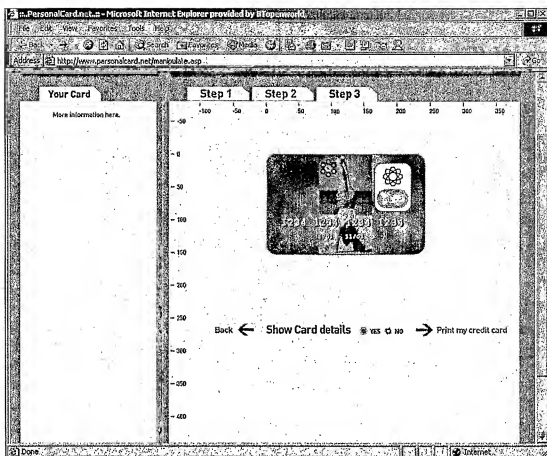 ::..PersonalCard.net..:: - Microsoft Internet Explorer provided by BTopenworld
File Edit View Favorites Tools Help
Back Search Favorites Media
Address http://www.personalcard.net/manipulate.asp Go
Your Card
Step 1 Step 2 Step 3
More information here.
-100 -50 0 50 100 150 200 250 300 350
-50
0
50
100
1234 1234 1234 1234
150
200
250
Back Show Card details YES NO Print my credit card
300
350
400
Done Internet